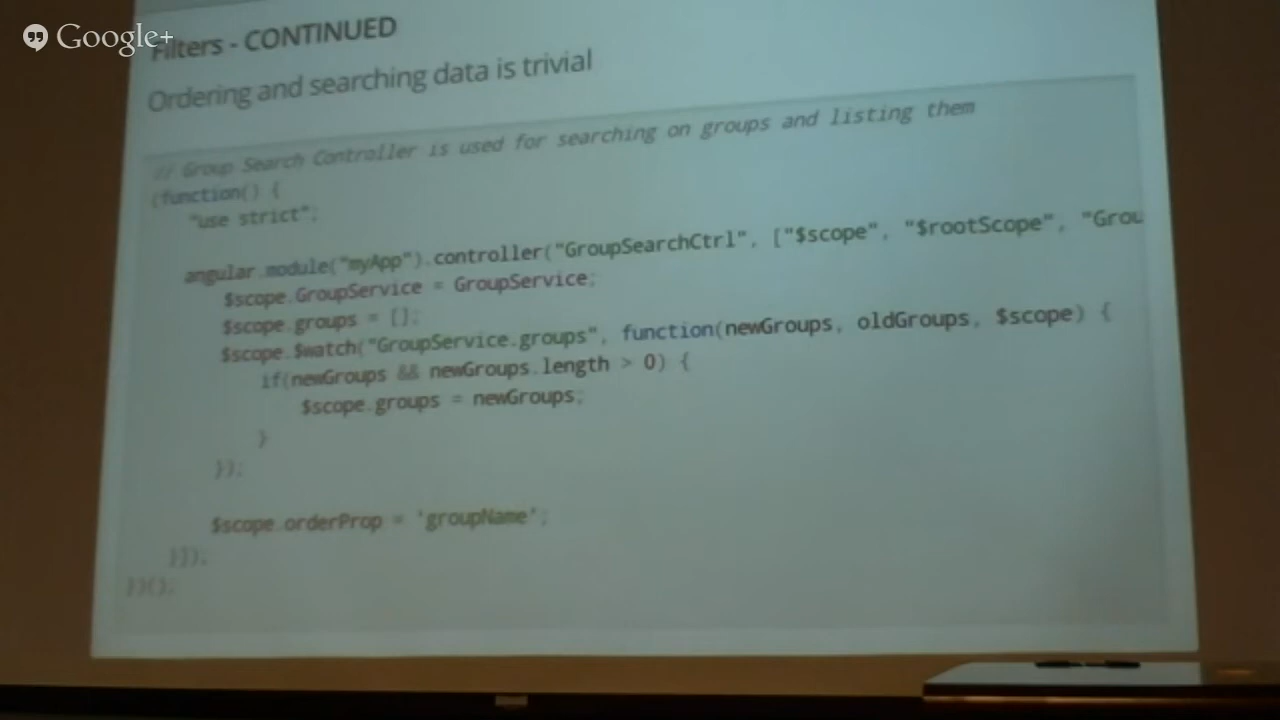 Google+
Filters - CONTINUED
Ordering and searching data is trivial
// Group Search Controller is used for searching on groups and listing them
(function() {
"use strict";
angular.module("myApp").controller("GroupSearchCtrl", ["$scope", "$rootScope", "Grou
$scope.GroupService = GroupService;
$scope.groups = [];
$scope.$watch("GroupService.groups", function(newGroups, oldGroups, $scope) {
if(newGroups && newGroups.length > 0) {
$scope.groups = newGroups;
}
});
$scope.orderProp = 'groupName';
}]);
})();